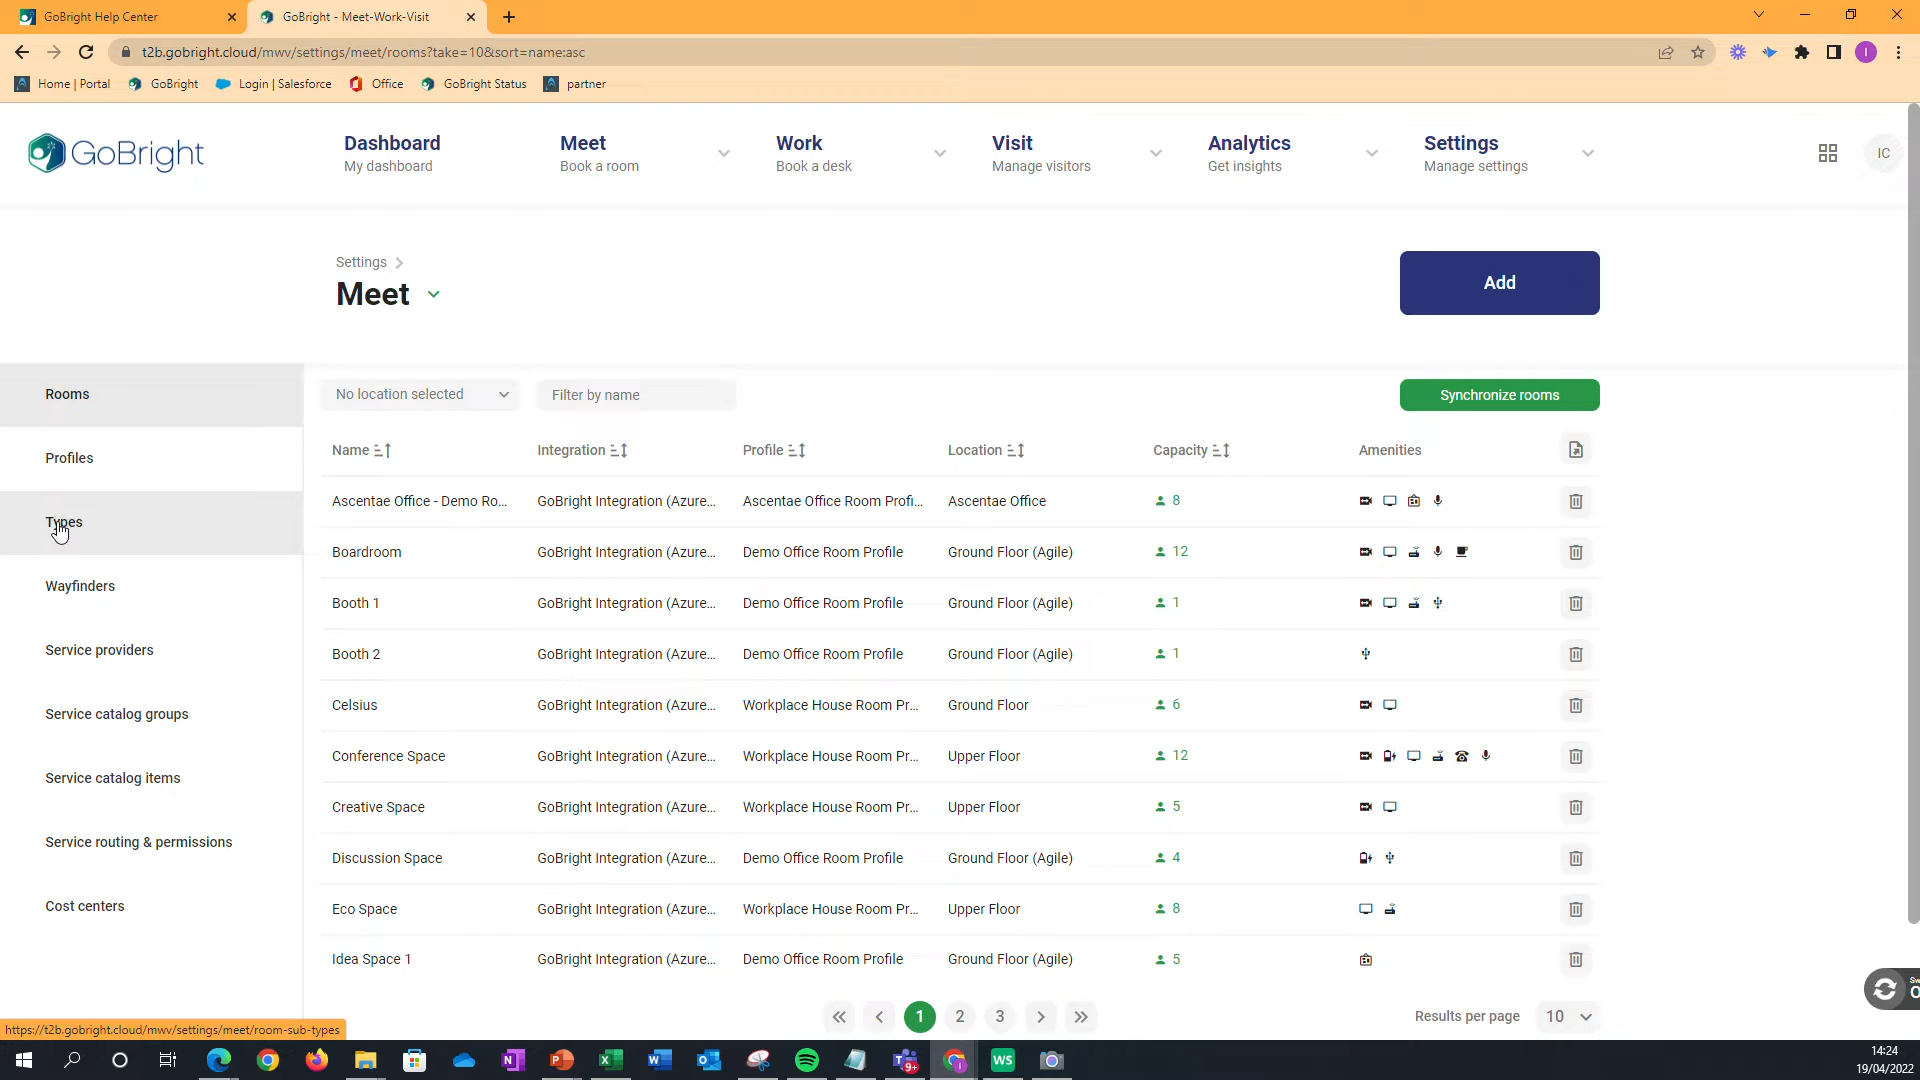 GoBright Help Center
GoBright - Meet-Work-Visit
t2b.gobright.cloud/mwv/settings/meet/rooms?take=10&sort=name:asc
I
Home | Portal
GoBright
Login | Salesforce
Office
GoBright Status
partner
GoBright
Dashboard
My dashboard
Meet
Book a room
Work
Book a desk
Visit
Manage visitors
Analytics
Get insights
Settings
Manage settings
IC
Settings
Meet
Add
Rooms
Profiles
Types
Wayfinders
Service providers
Service catalog groups
Service catalog items
Service routing & permissions
Cost centers
No location selected
Filter by name
Synchronize rooms
Name Integration Profile Location Capacity Amenities
Ascentae Office - Demo Ro... GoBright Integration (Azure... Ascentae Office Room Profi... Ascentae Office 8
Boardroom GoBright Integration (Azure... Demo Office Room Profile Ground Floor (Agile) 12
Booth 1 GoBright Integration (Azure... Demo Office Room Profile Ground Floor (Agile) 1
Booth 2 GoBright Integration (Azure... Demo Office Room Profile Ground Floor (Agile) 1
Celsius GoBright Integration (Azure... Workplace House Room Pr... Ground Floor 6
Conference Space GoBright Integration (Azure... Workplace House Room Pr... Upper Floor 12
Creative Space GoBright Integration (Azure... Workplace House Room Pr... Upper Floor 5
Discussion Space GoBright Integration (Azure... Demo Office Room Profile Ground Floor (Agile) 4
Eco Space GoBright Integration (Azure... Workplace House Room Pr... Upper Floor 8
Idea Space 1 GoBright Integration (Azure... Demo Office Room Profile Ground Floor (Agile) 5
1 2 3
Results per page 10
https://t2b.gobright.cloud/mwv/settings/meet/room-sub-types
9+
WS
14:24
19/04/2022